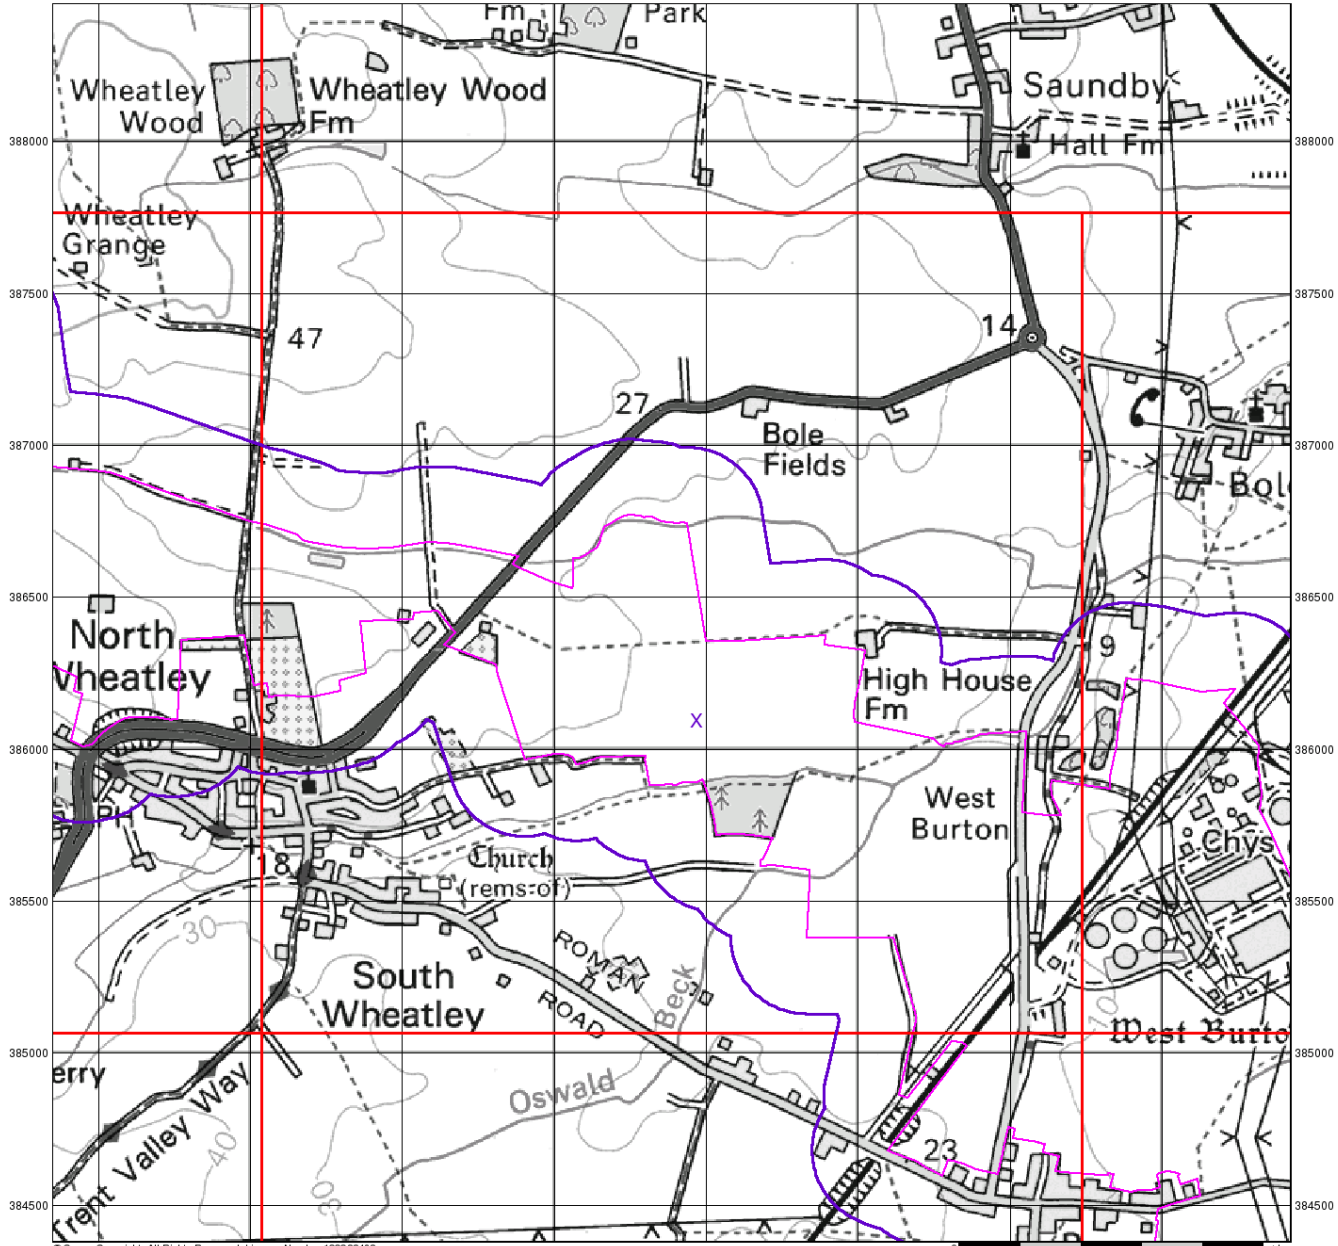 Fm
Park
Wheatley
Wood
Wheatley Wood
Fm
Saundby
Hall Fm
388000
388000
Wheatley
Grange
387500
387500
47
14
27
Bole
Fields
387000
387000
Bole
386500
386500
North
Wheatley
9
High House
Fm
X
386000
386000
West
Burton
PH
18
Church
(rems of)
Chys
385500
385500
30
ROMAN
ROAD
South
Wheatley
Beck
10
West Burto
385000
385000
erry
Oswald
Trent Valley Way
40
30
23
384500
384500